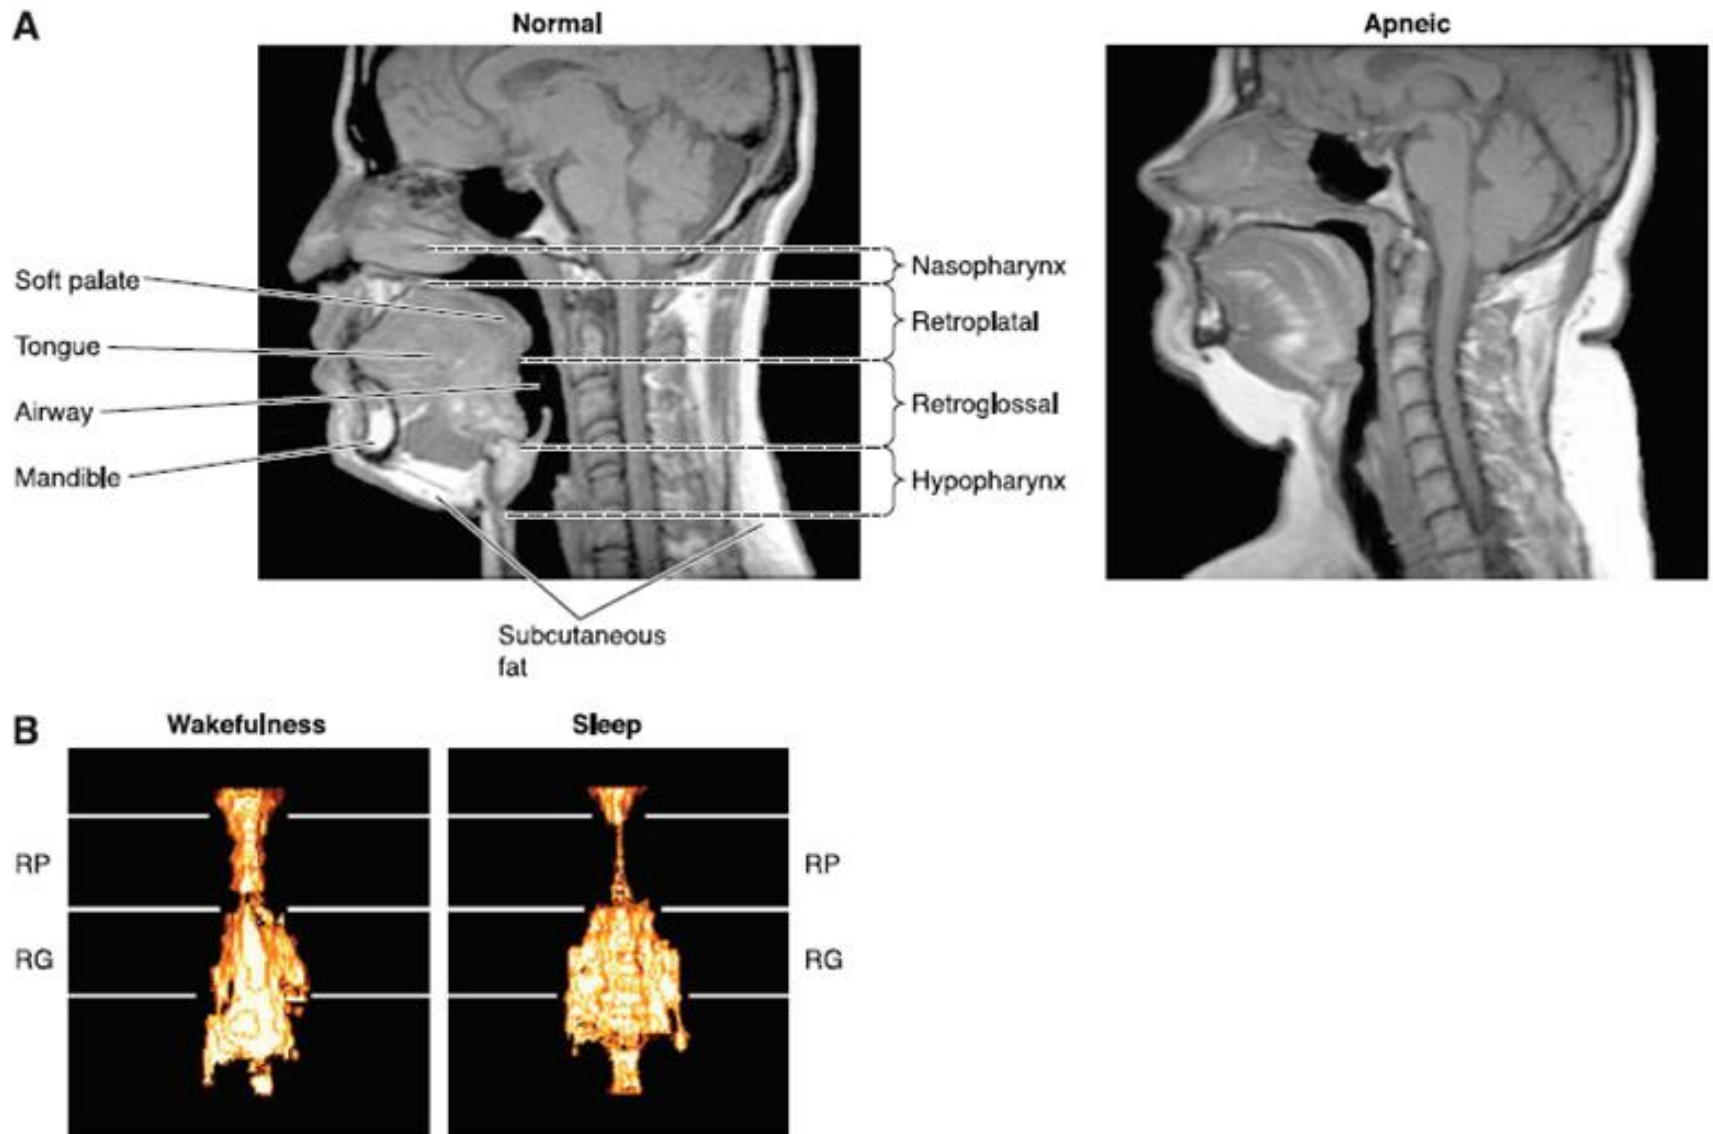 A
Normal
Apneic
Soft palate
Tongue
Airway
Mandible
Nasopharynx
Retroplatal
Retroglossal
Hypopharynx
Subcutaneous
fat
B
Wakefulness
Sleep
RP
RP
RG
RG